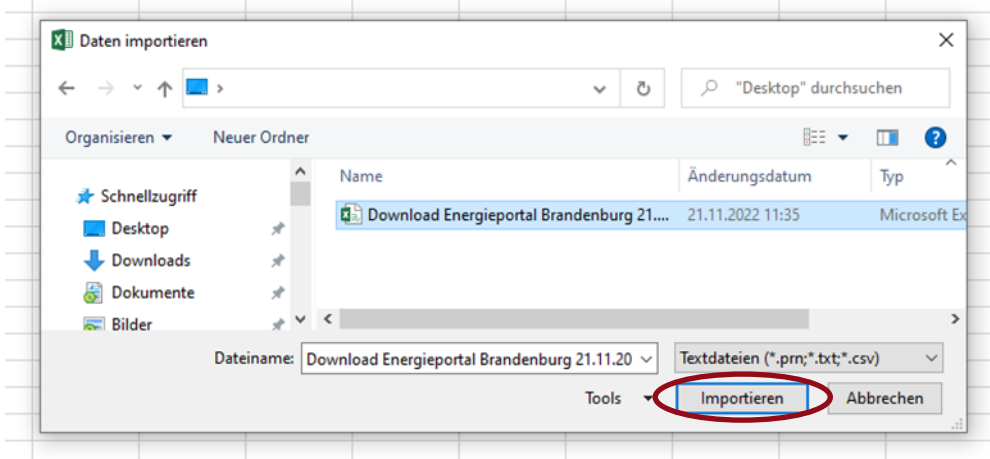 Daten importieren
"Desktop" durchsuchen
Organisieren Neuer Ordner
Name Änderungsdatum Typ
Schnellzugriff
Download Energieportal Brandenburg 21.... 21.11.2022 11:35 Microsoft Ex
Desktop
Downloads
Dokumente
Bilder
Dateiname: Download Energieportal Brandenburg 21.11.20 Textdateien (*.prn;*.txt;*.csv)
Tools Importieren Abbrechen